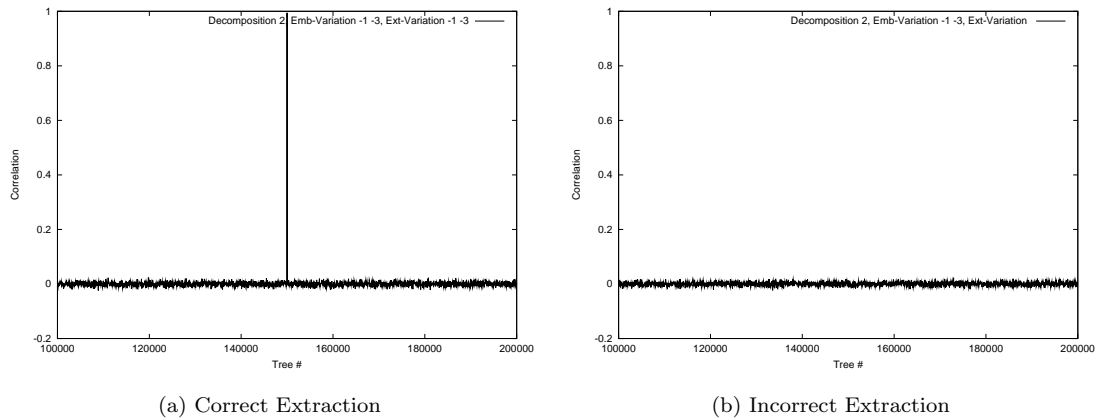 Decomposition 2, Emb-Variation -1 -3, Ext-Variation -1 -3
1
0.8
0.6
0.4
0.2
0
-0.2
Correlation
100000 120000 140000 160000 180000 200000
Tree #
(a) Correct Extraction
Decomposition 2, Emb-Variation -1 -3, Ext-Variation
1
0.8
0.6
0.4
0.2
0
-0.2
Correlation
100000 120000 140000 160000 180000 200000
Tree #
(b) Incorrect Extraction